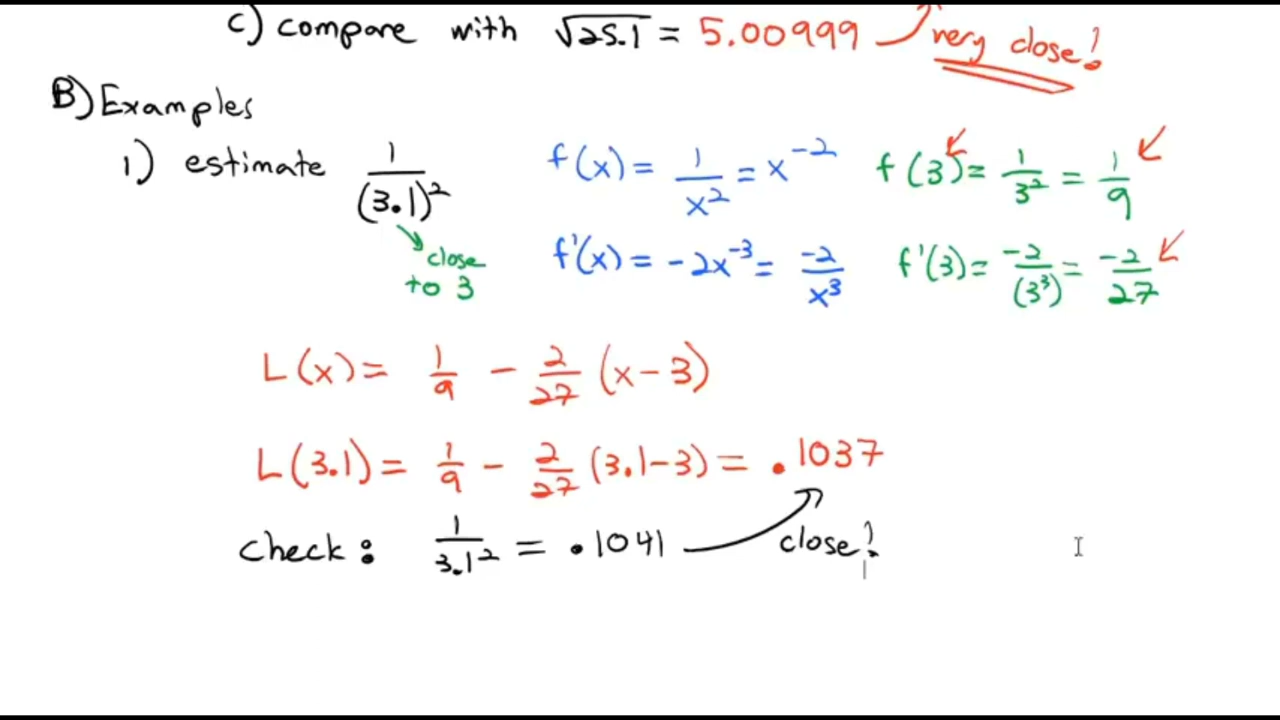 c) compare with √25.1 = 5.00999 very close!
B) Examples
1) estimate 1/(3.1)² f(x) = 1/x² = x⁻² f(3) = 1/3² = 1/9
close to 3 f'(x) = -2x⁻³ = -2/x³ f'(3) = -2/(3³) = -2/27
L(x) = 1/9 - 2/27 (x-3)
L(3.1) = 1/9 - 2/27 (3.1-3) = .1037
check: 1/3.1² = .1041 close!